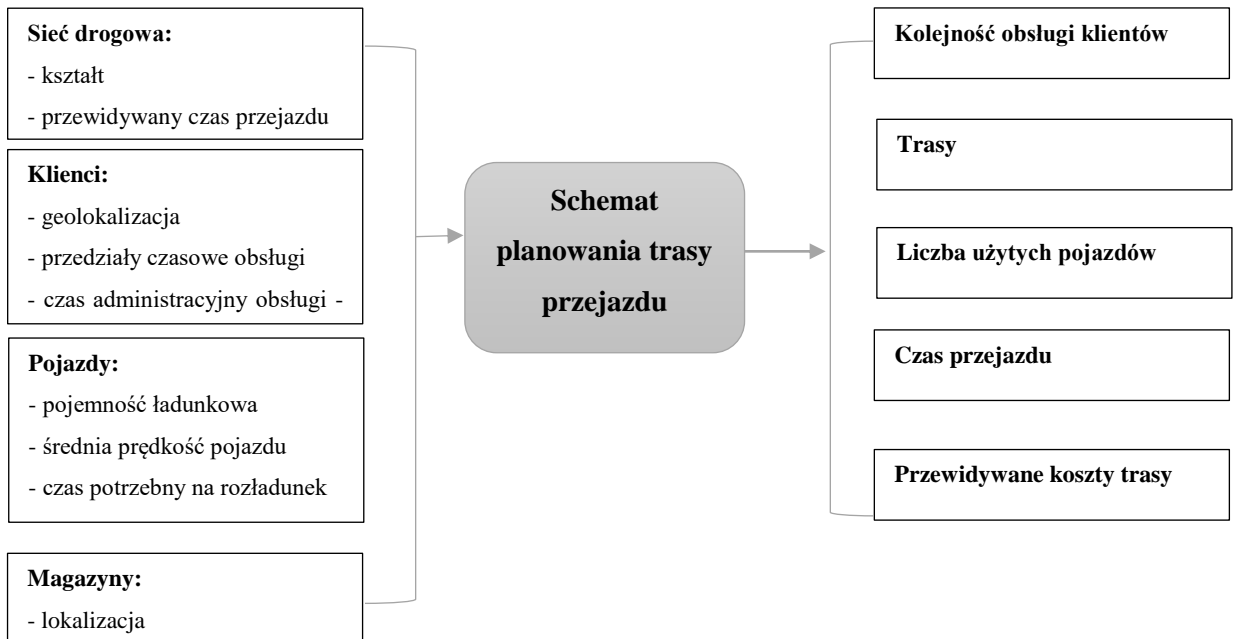 Sieć drogowa:
- kształt
- przewidywany czas przejazdu
Klienci:
- geolokalizacja
- przedziały czasowe obsługi
- czas administracyjny obsługi -
Pojazdy:
- pojemność ładunkowa
- średnia prędkość pojazdu
- czas potrzebny na rozładunek
Magazyny:
- lokalizacja
Schemat
planowania trasy
przejazdu
Kolejność obsługi klientów
Trasy
Liczba użytych pojazdów
Czas przejazdu
Przewidywane koszty trasy